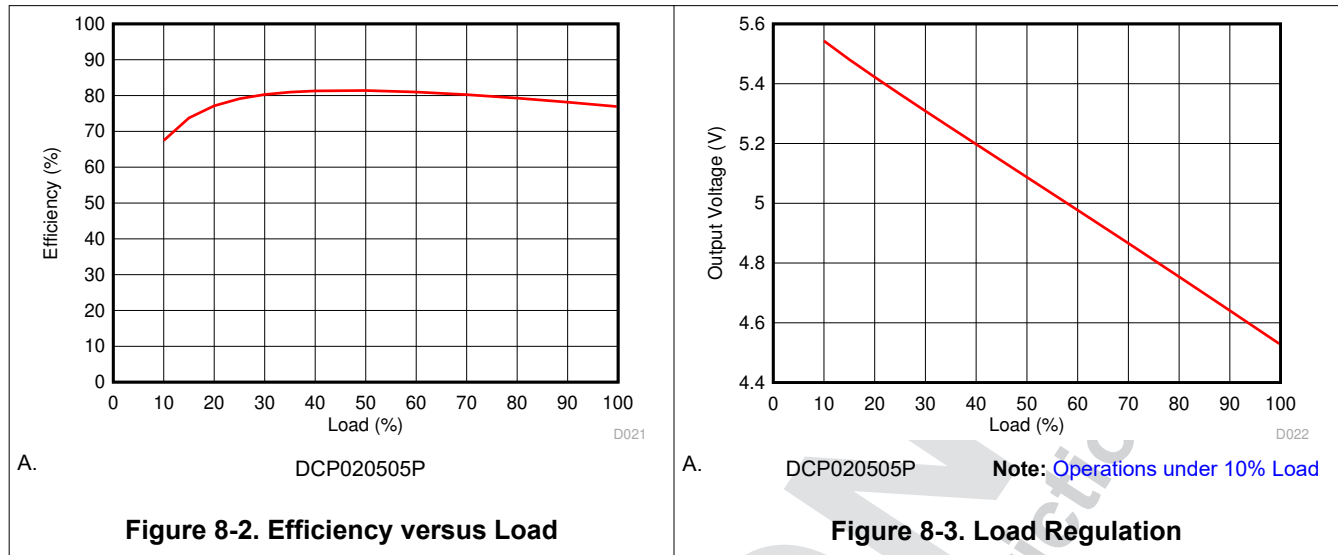 100
90
80
70
60
50
40
30
20
10
0
Efficiency (%)
0 10 20 30 40 50 60 70 80 90 100
Load (%)
D021
A. DCP020505P
Figure 8-2. Efficiency versus Load
5.6
5.4
5.2
5
4.8
4.6
4.4
Output Voltage (V)
0 10 20 30 40 50 60 70 80 90 100
Load (%)
D022
A. DCP020505P Note: Operations under 10% Load
Figure 8-3. Load Regulation